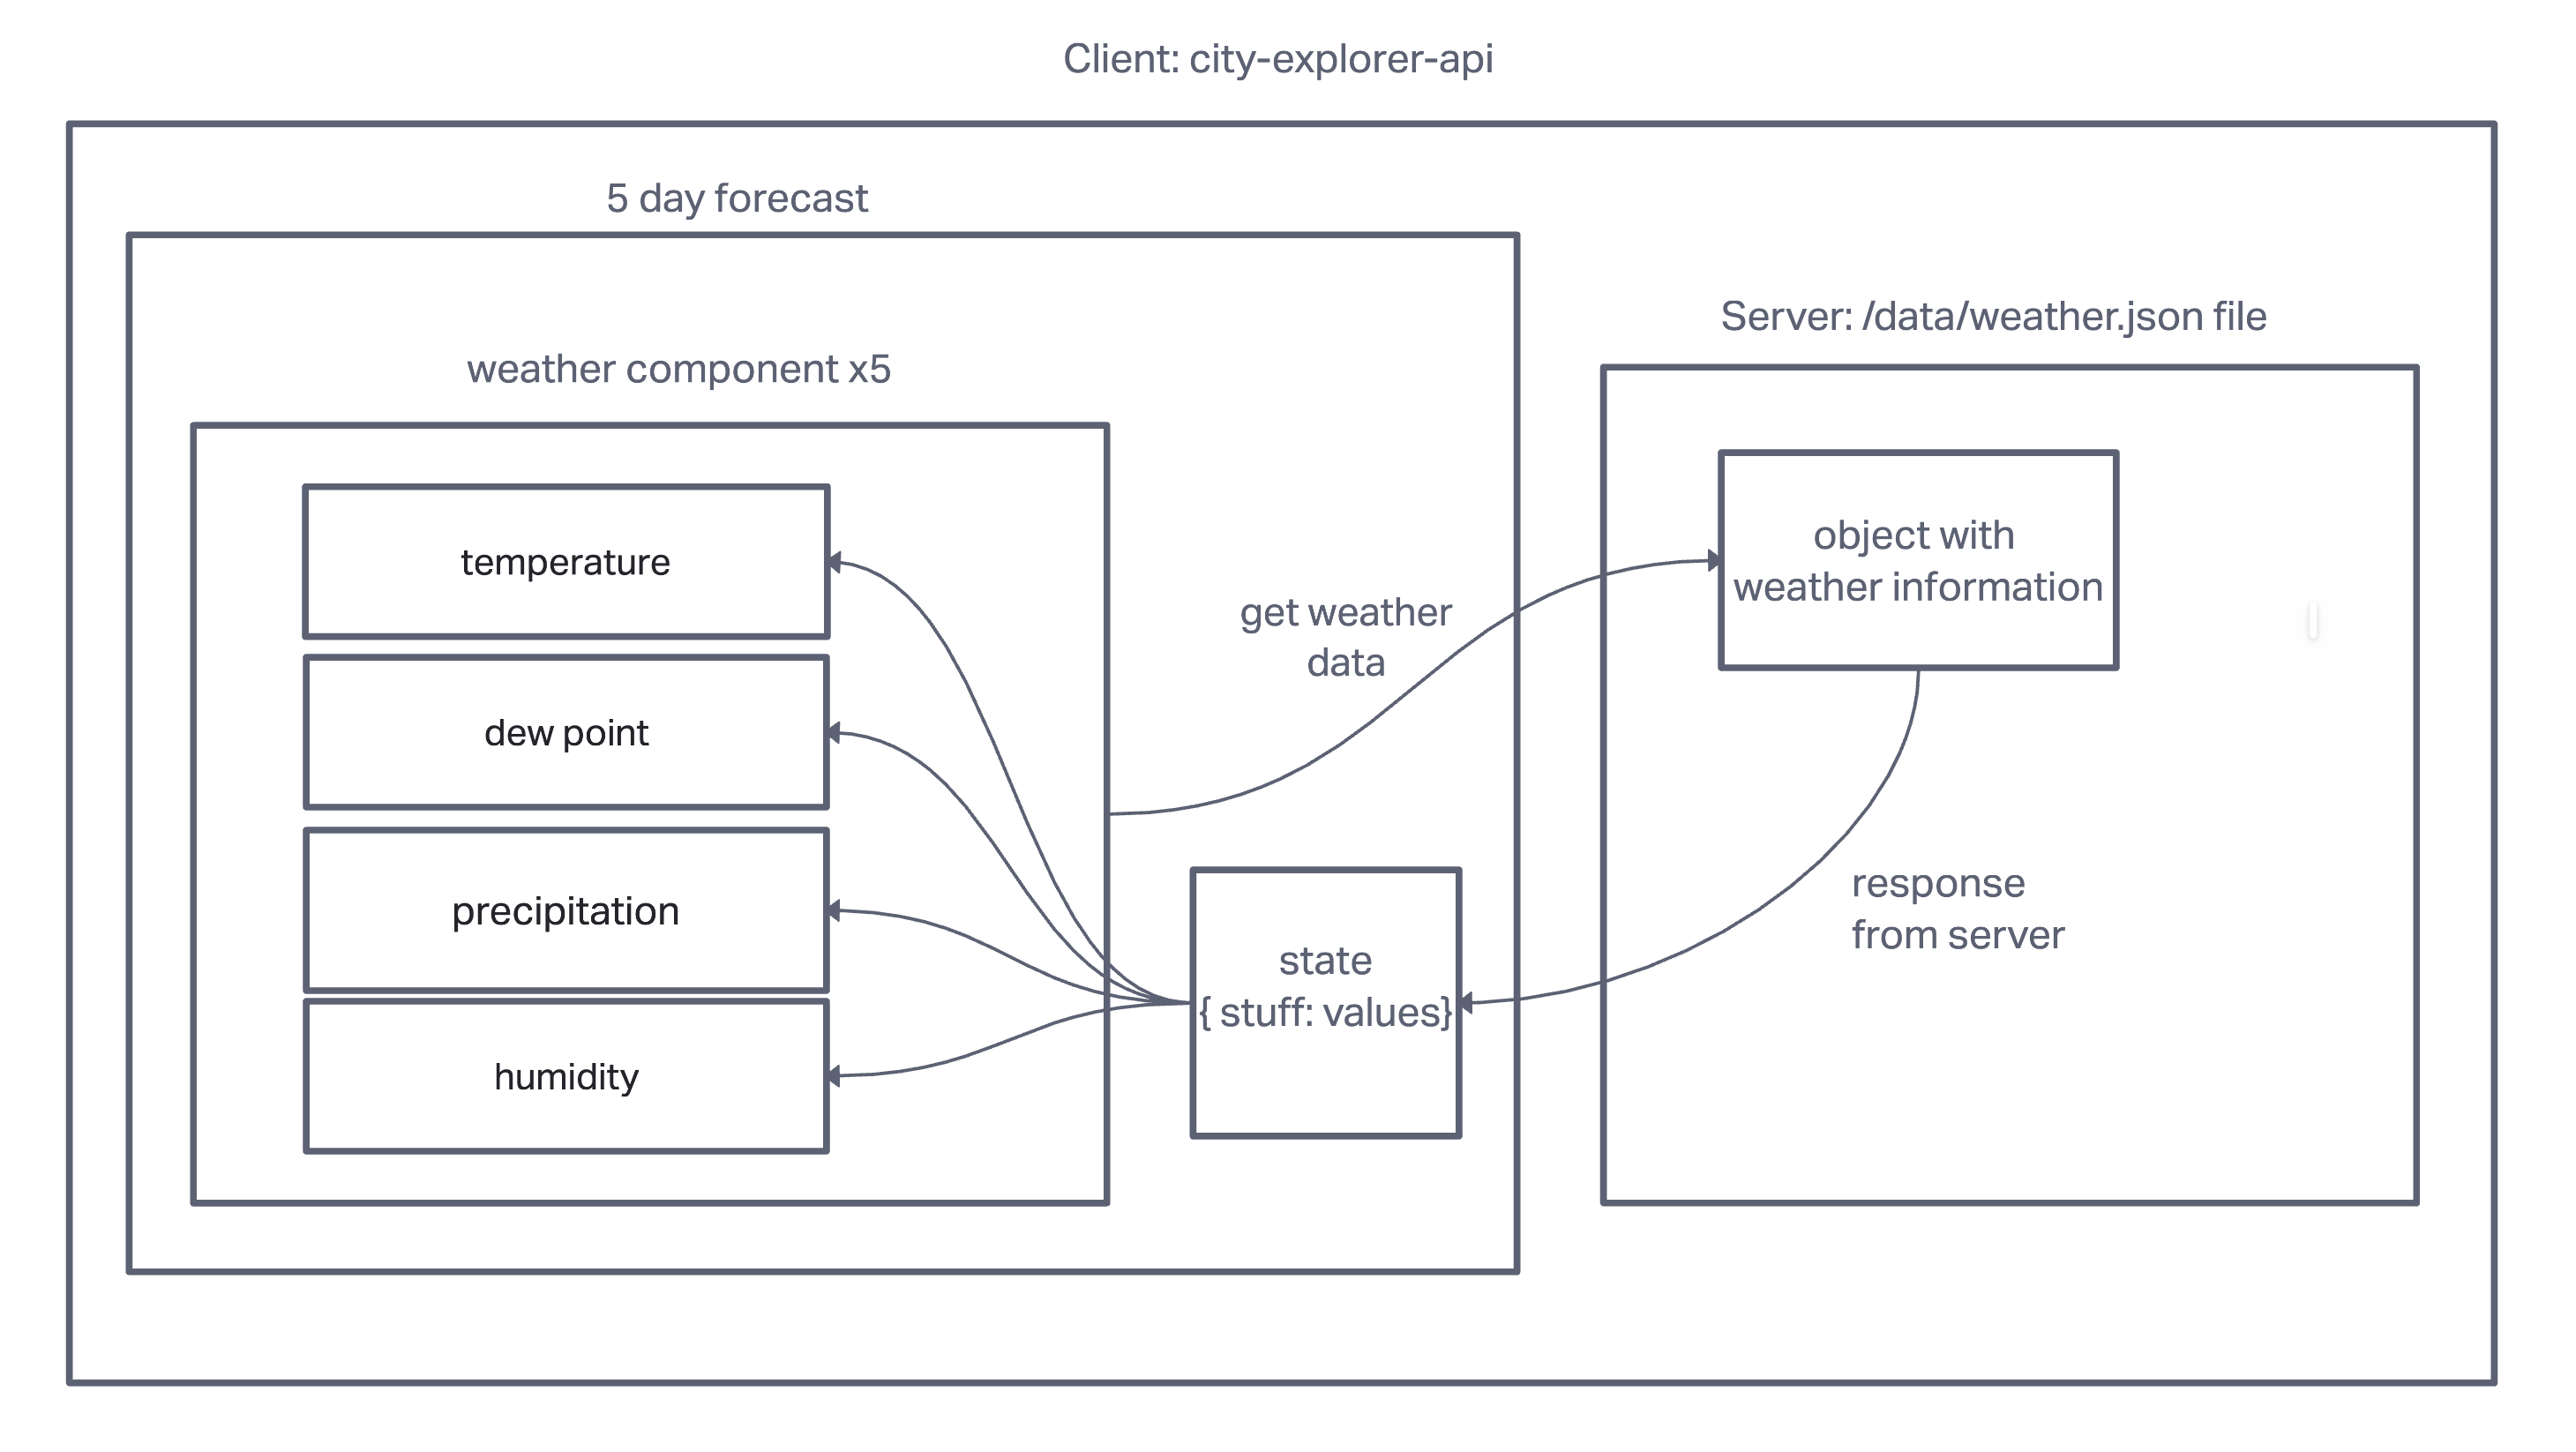 Client: city-explorer-api
5 day forecast
Server: /data/weather.json file
weather component x5
temperature
dew point
precipitation
humidity
get weather
data
object with
weather information
state
{ stuff: values}
response
from server